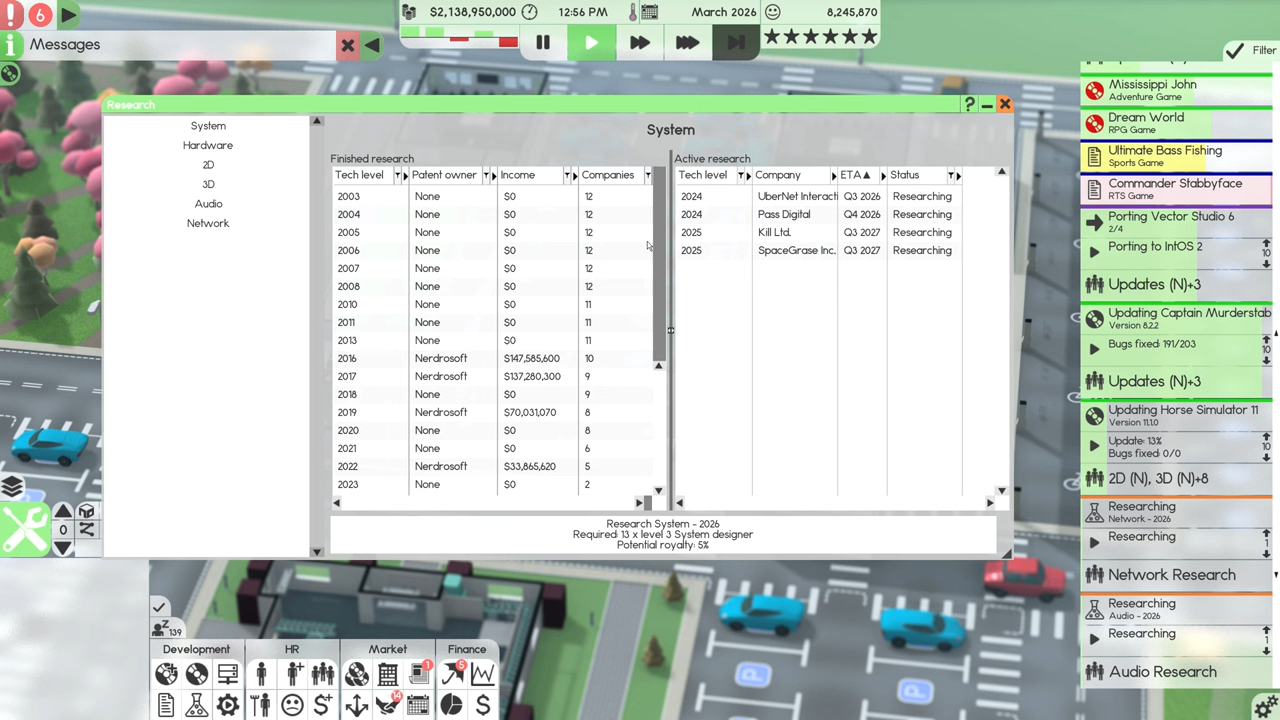 6
$2,138,950,000
12:56 PM
March 2026
8,245,870
Messages
Filter
Research
?
System
Hardware
2D
3D
Audio
Network
System
Finished research
Tech level Patent owner Income Companies
2003 None $0 12
2004 None $0 12
2005 None $0 12
2006 None $0 12
2007 None $0 12
2008 None $0 12
2010 None $0 11
2011 None $0 11
2013 None $0 11
2016 Nerdrosoft $147,585,600 10
2017 Nerdrosoft $137,280,300 9
2018 None $0 9
2019 Nerdrosoft $70,031,070 8
2020 None $0 8
2021 None $0 6
2022 Nerdrosoft $33,865,620 5
2023 None $0 2
Active research
Tech level Company ETA Status
2024 UberNet Interacti Q3 2026 Researching
2024 Pass Digital Q4 2026 Researching
2025 Kill Ltd. Q3 2027 Researching
2025 SpaceGrase Inc. Q3 2027 Researching
Research System - 2026
Required: 13 x level 3 System designer
Potential royalty: 5%
Mississippi John
Adventure Game
Dream World
RPG Game
Ultimate Bass Fishing
Sports Game
Commander Stabbyface
RTS Game
Porting Vector Studio 6
2/4
Porting to IntOS 2
10
Updates (N)+3
Updating Captain Murderstab
Version 8.2.2
Bugs fixed: 191/203
10
Updates (N)+3
Updating Horse Simulator 11
Version 11.1.0
Update: 13%
Bugs fixed: 0/0
10
2D (N), 3D (N)+8
Researching
Network - 2026
Researching
1
Network Research
Researching
Audio - 2026
Researching
1
Audio Research
0
139
Development
HR
Market
Finance
1
5
14